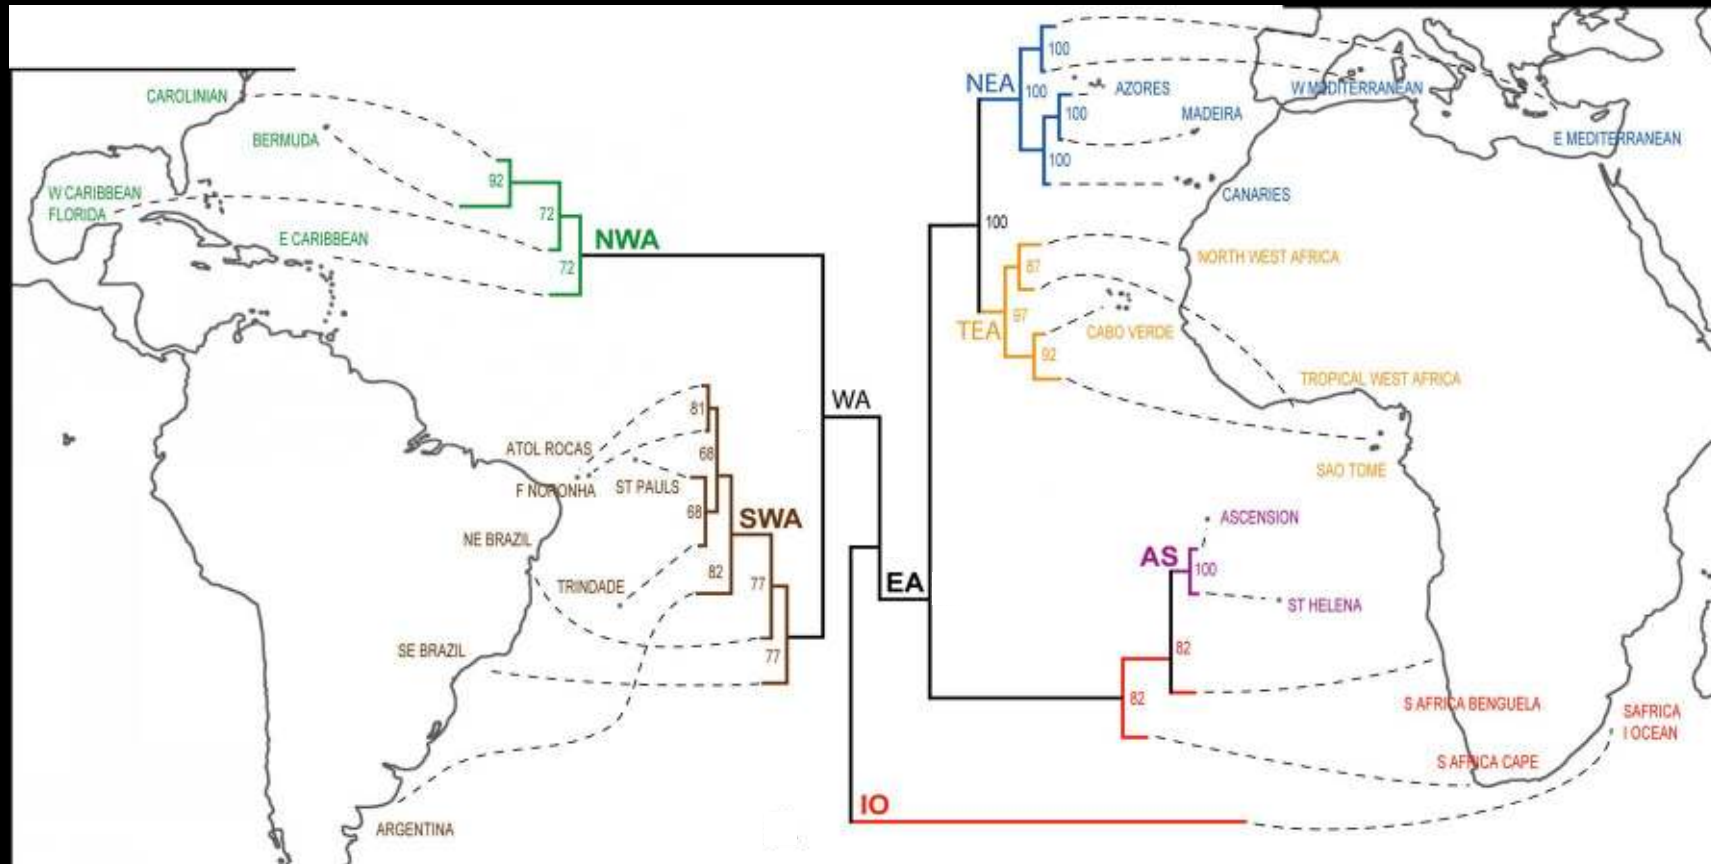 CAROLINIAN
BERMUDA
W CARIBBEAN
FLORIDA
E CARIBBEAN
92
72
72
NWA
ATOL ROCAS
F NORONHA
ST PAULS
NE BRAZIL
TRINDADE
SE BRAZIL
ARGENTINA
81
68
68
82
SWA
77
77
WA
EA
IO
NEA
100
100
100
100
AZORES
MADEIRA
CANARIES
W MEDITERRANEAN
E MEDITERRANEAN
100
TEA
87
97
92
NORTH WEST AFRICA
CABO VERDE
TROPICAL WEST AFRICA
SAO TOME
AS
100
ASCENSION
ST HELENA
82
82
S AFRICA BENGUELA
S AFRICA CAPE
SAFRICA
I OCEAN